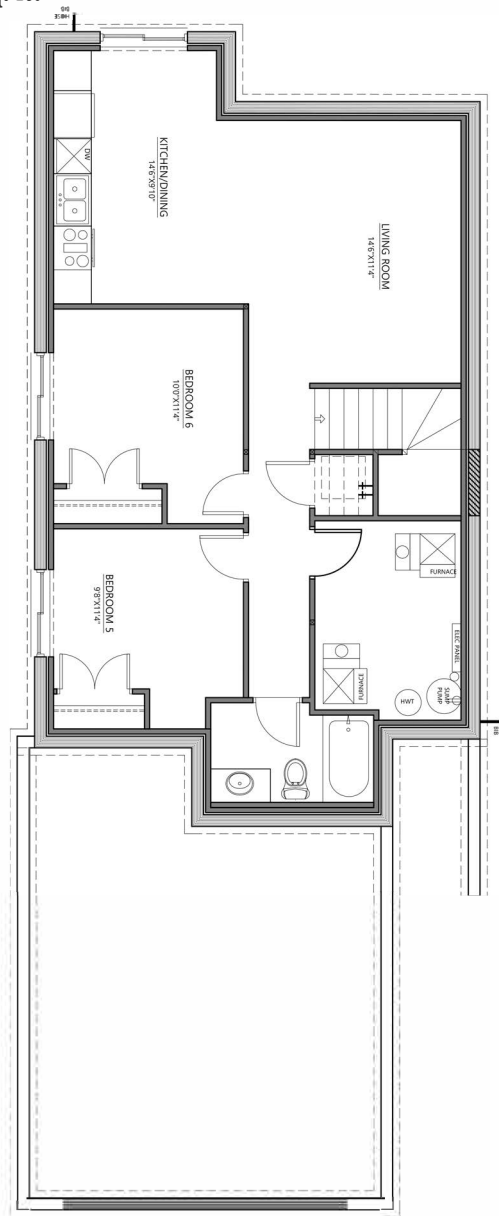 KITCHEN/DINING
14'6"X9'10"
DW
LIVING ROOM
14'6"X11'4"
BEDROOM 6
10'0"X11'4"
BEDROOM 5
9'8"X11'4"
FURNACE
ELEC PANEL
FURNACE
HWT
SUMP
PUMP